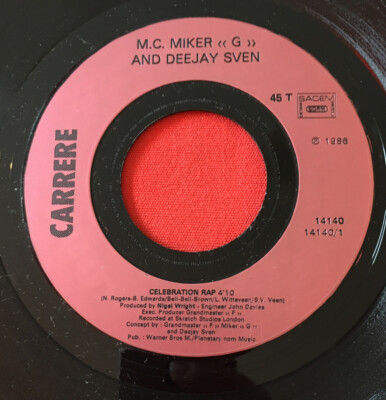 M.C. MIKER « G »
AND DEEJAY SVEN
45 T
SACEM
℗ 1986
CARRERE
14140
14140/1
CELEBRATION RAP 4'10
(N. Rogers-B. Edwards/Bell-Bell-Brown/L. Witteveen/S.V. Veen)
Produced by Nigel Wright - Engineer John Davies
Exec. Producer Grandmaster « F »
Recorded at Skratch Studios London
Concept by : Grandmaster « F » Miker « G »
and Deejay Sven
Pub. : Warner Bros M./Planetary nom Music